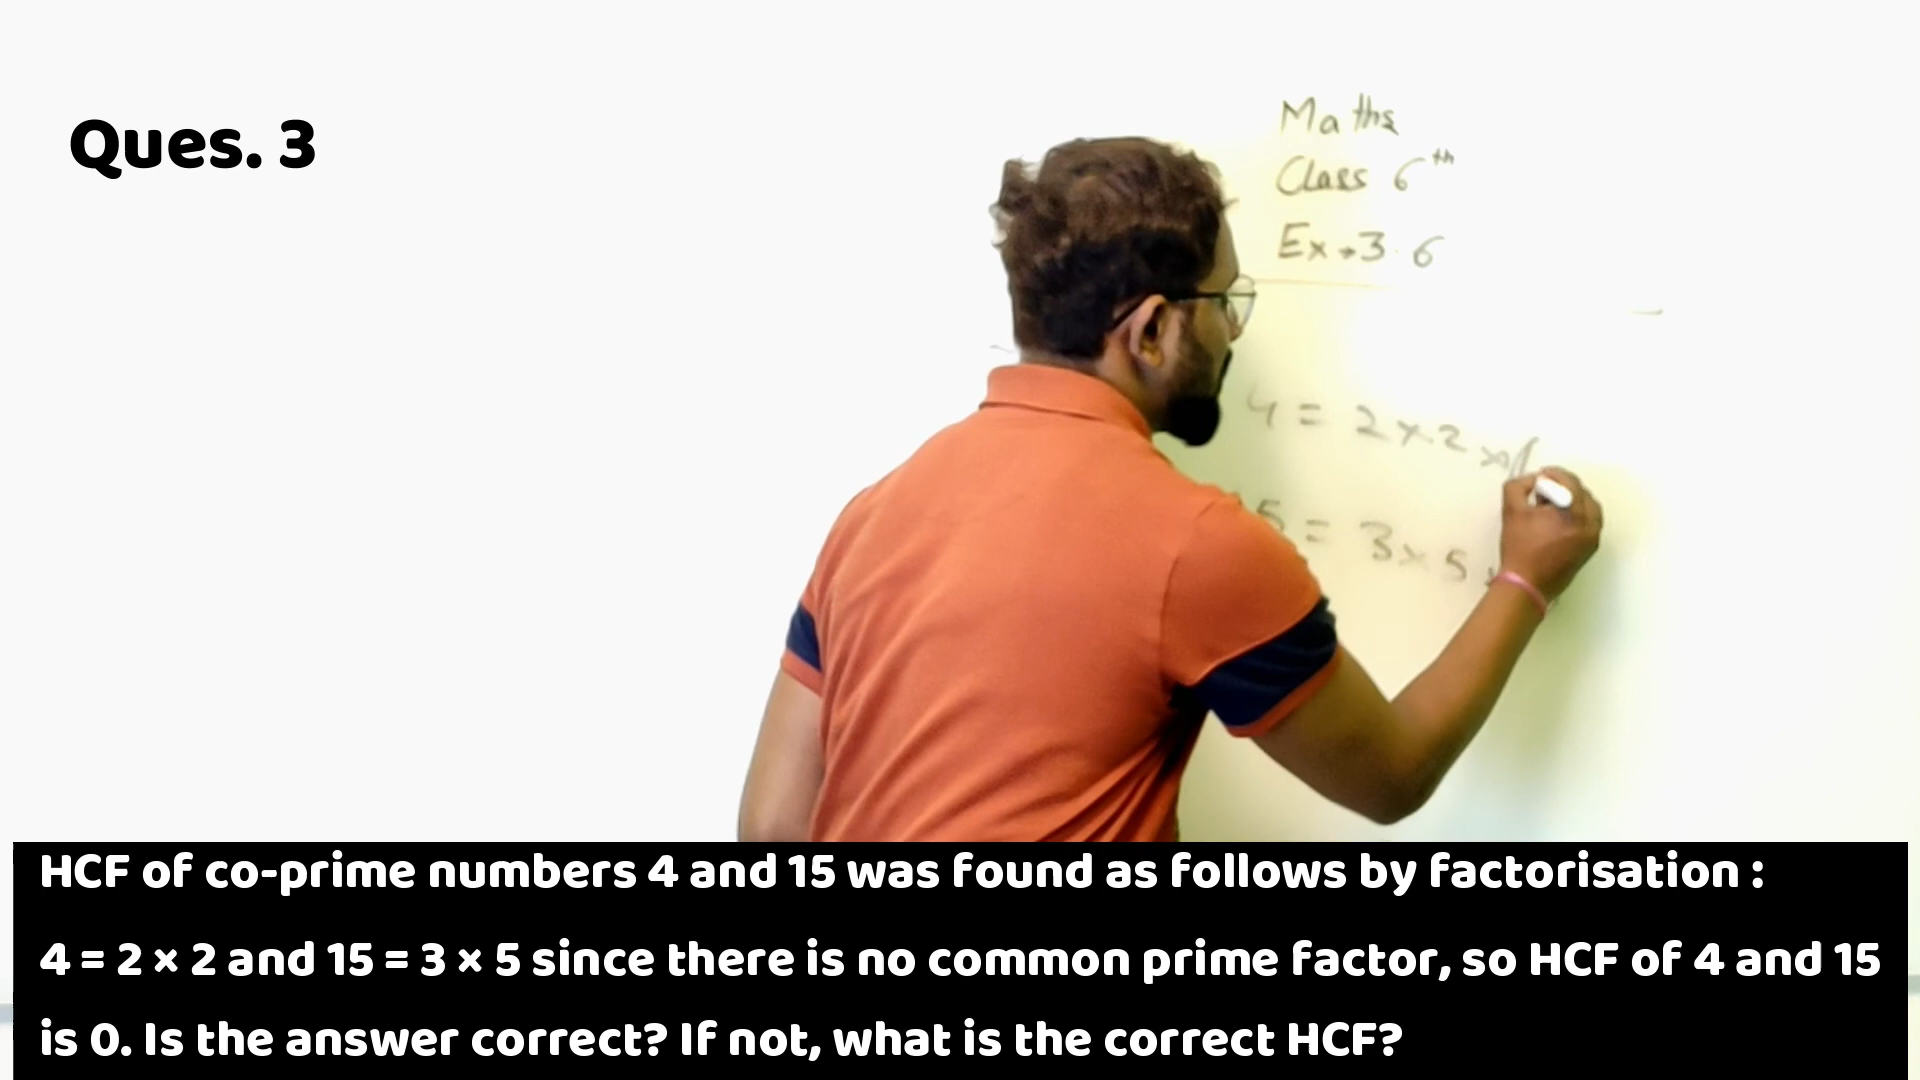 Ques. 3
Maths
Class 6th
Ex → 3.6
4 = 2 × 2 ×
5 = 3 × 5
HCF of co-prime numbers 4 and 15 was found as follows by factorisation :
4 = 2 × 2 and 15 = 3 × 5 since there is no common prime factor, so HCF of 4 and 15
is 0. Is the answer correct? If not, what is the correct HCF?